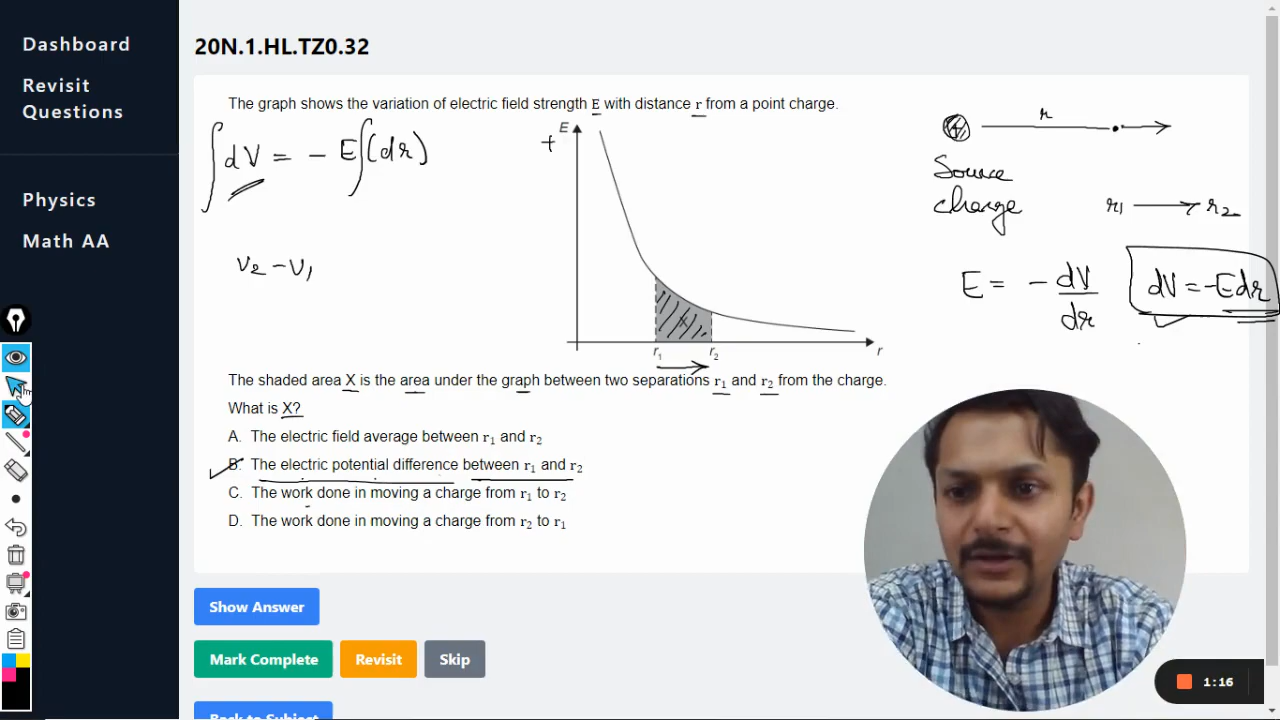 Dashboard
Revisit
Questions
Physics
Math AA
20N.1.HL.TZ0.32
The graph shows the variation of electric field strength E with distance r from a point charge.
∫dV = - E∫(dr)
V2 - V1
+
E
X
r1
r2
r
+
r
Source
charge
r1 → r2
E = - dV/dr
dV = -Edr
The shaded area X is the area under the graph between two separations r1 and r2 from the charge.
What is X?
A. The electric field average between r1 and r2
B. The electric potential difference between r1 and r2
C. The work done in moving a charge from r1 to r2
D. The work done in moving a charge from r2 to r1
Show Answer
Mark Complete
Revisit
Skip
Back to Subject
1:16